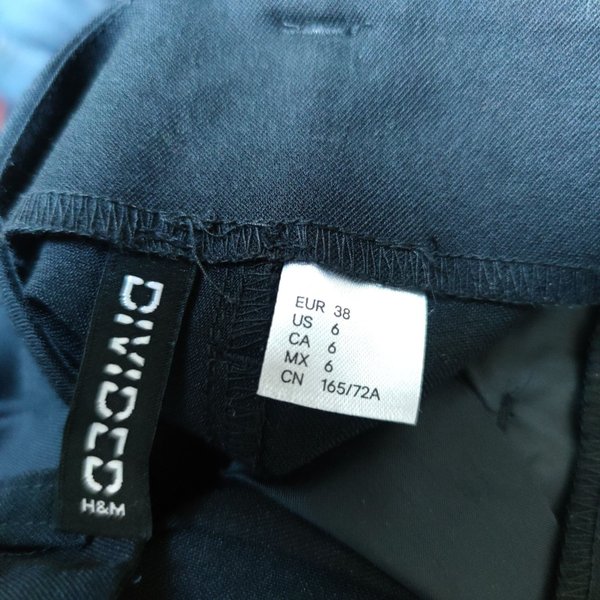 DIVIDED
H&M
EUR 38
US 6
CA 6
MX 6
CN 165/72A